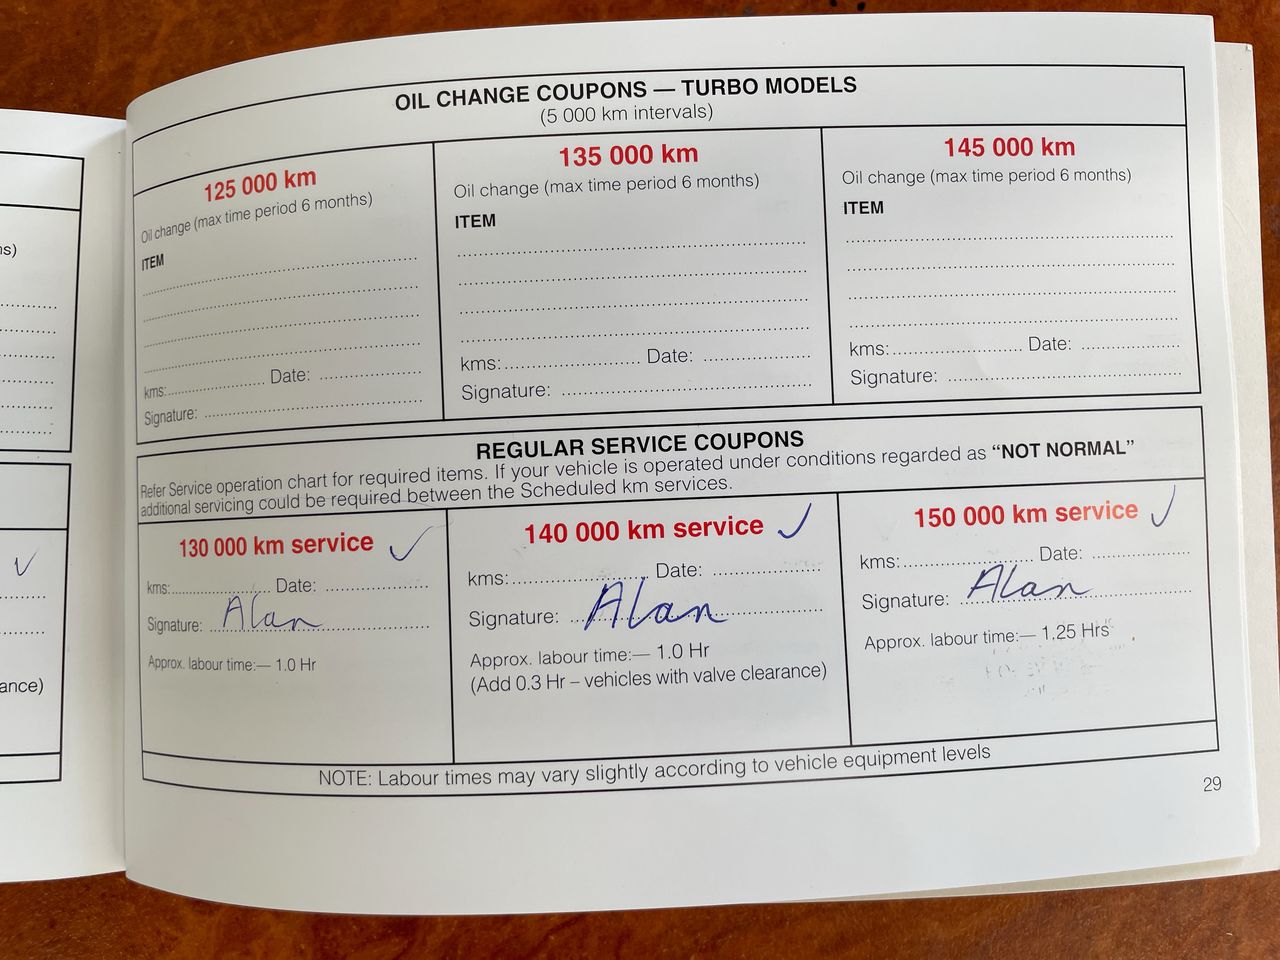 OIL CHANGE COUPONS — TURBO MODELS
(5 000 km intervals)
125 000 km
Oil change (max time period 6 months)
ITEM
kms: Date:
Signature:
135 000 km
Oil change (max time period 6 months)
ITEM
kms: Date:
Signature:
145 000 km
Oil change (max time period 6 months)
ITEM
kms: Date:
Signature:
REGULAR SERVICE COUPONS
Refer Service operation chart for required items. If your vehicle is operated under conditions regarded as “NOT NORMAL”
additional servicing could be required between the Scheduled km services.
130 000 km service ✓
kms: Date:
Signature: Alan
Approx. labour time:— 1.0 Hr
140 000 km service ✓
kms: Date:
Signature: Alan
Approx. labour time:— 1.0 Hr
(Add 0.3 Hr – vehicles with valve clearance)
150 000 km service ✓
kms: Date:
Signature: Alan
Approx. labour time:— 1.25 Hrs
NOTE: Labour times may vary slightly according to vehicle equipment levels
29